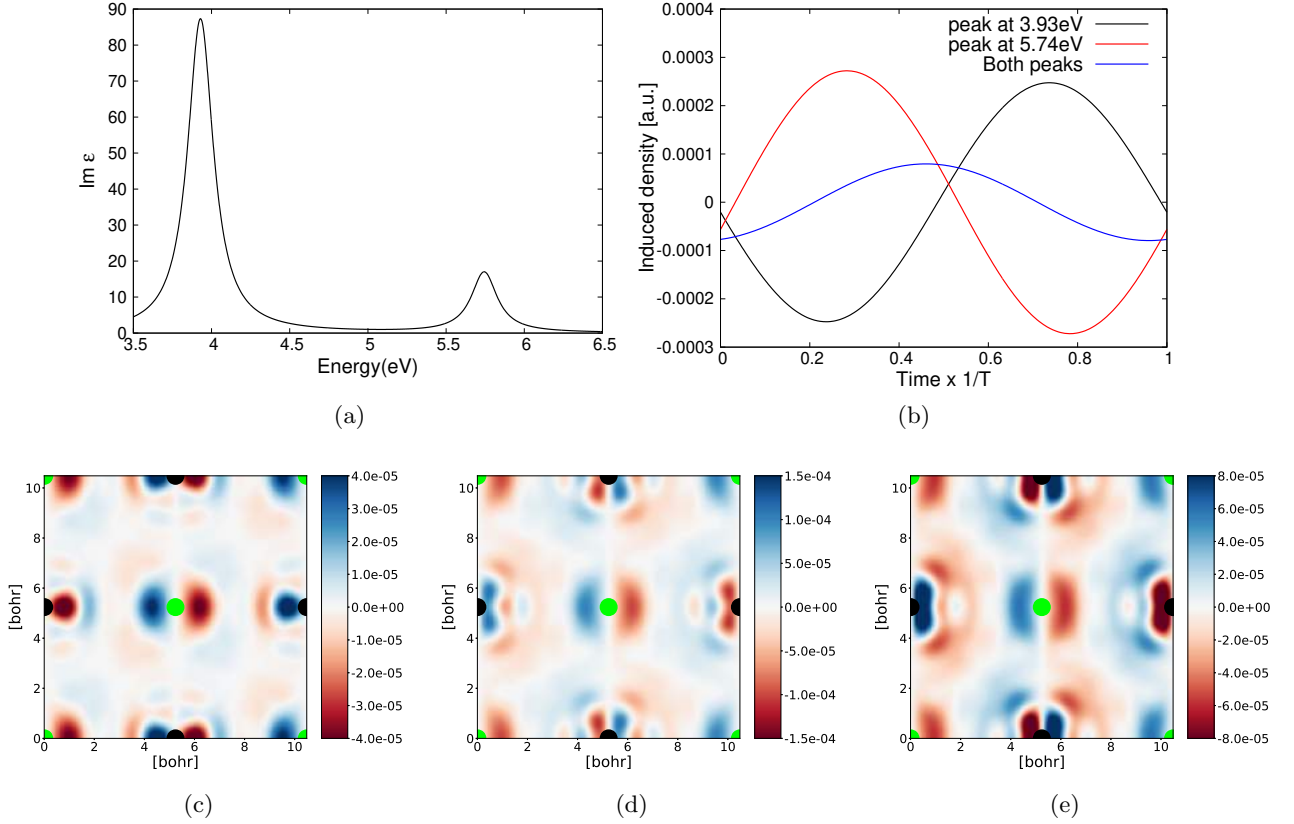 90
80
70
60
50
40
30
20
10
0
Im ε
3.5 4 4.5 5 5.5 6 6.5
Energy(eV)
(a)
0.0004
0.0003
0.0002
0.0001
0
-0.0001
-0.0002
-0.0003
Induced density [a.u.]
peak at 3.93eV
peak at 5.74eV
Both peaks
0 0.2 0.4 0.6 0.8 1
Time x 1/T
(b)
10
8
6
4
2
0
[bohr]
0 2 4 6 8 10
[bohr]
4.0e-05
3.0e-05
2.0e-05
1.0e-05
0.0e+00
-1.0e-05
-2.0e-05
-3.0e-05
-4.0e-05
(c)
10
8
6
4
2
0
[bohr]
0 2 4 6 8 10
[bohr]
1.5e-04
1.0e-04
5.0e-05
0.0e+00
-5.0e-05
-1.0e-04
-1.5e-04
(d)
10
8
6
4
2
0
[bohr]
0 2 4 6 8 10
[bohr]
8.0e-05
6.0e-05
4.0e-05
2.0e-05
0.0e+00
-2.0e-05
-4.0e-05
-6.0e-05
-8.0e-05
(e)